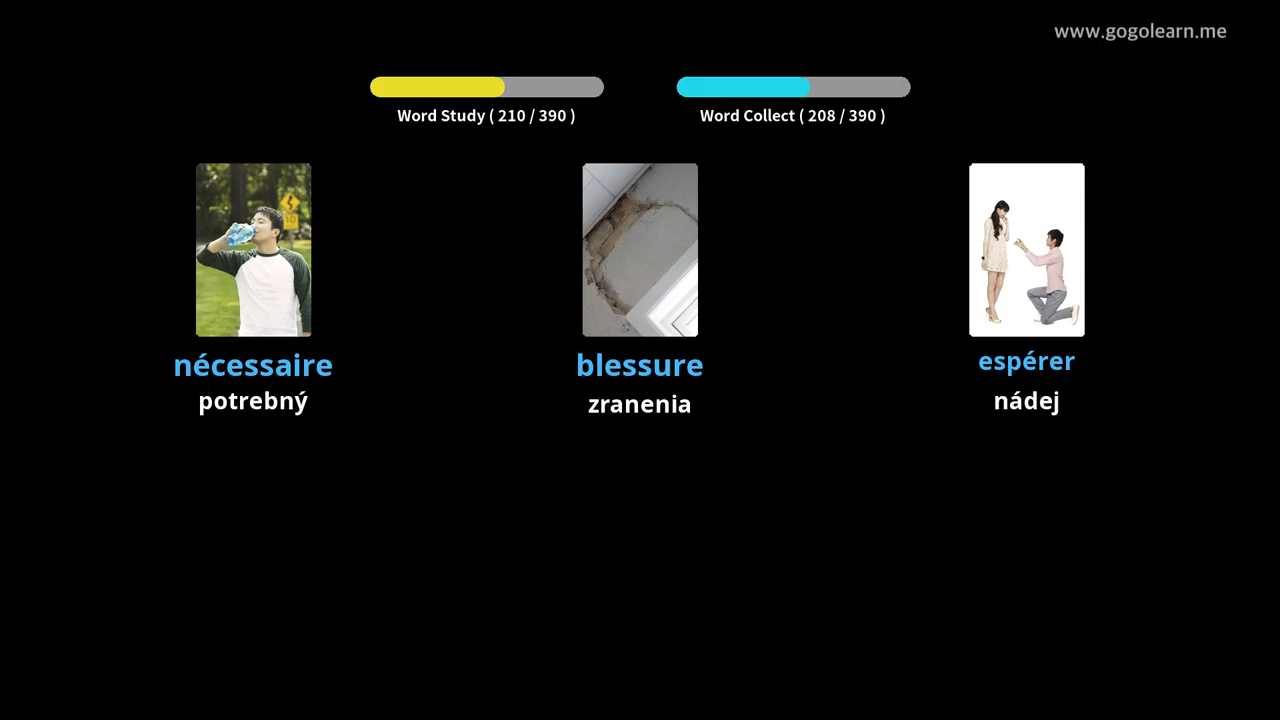 www.gogolearn.me
Word Study ( 210 / 390 )
Word Collect ( 208 / 390 )
nécessaire
potrebný
blessure
zranenia
espérer
nádej